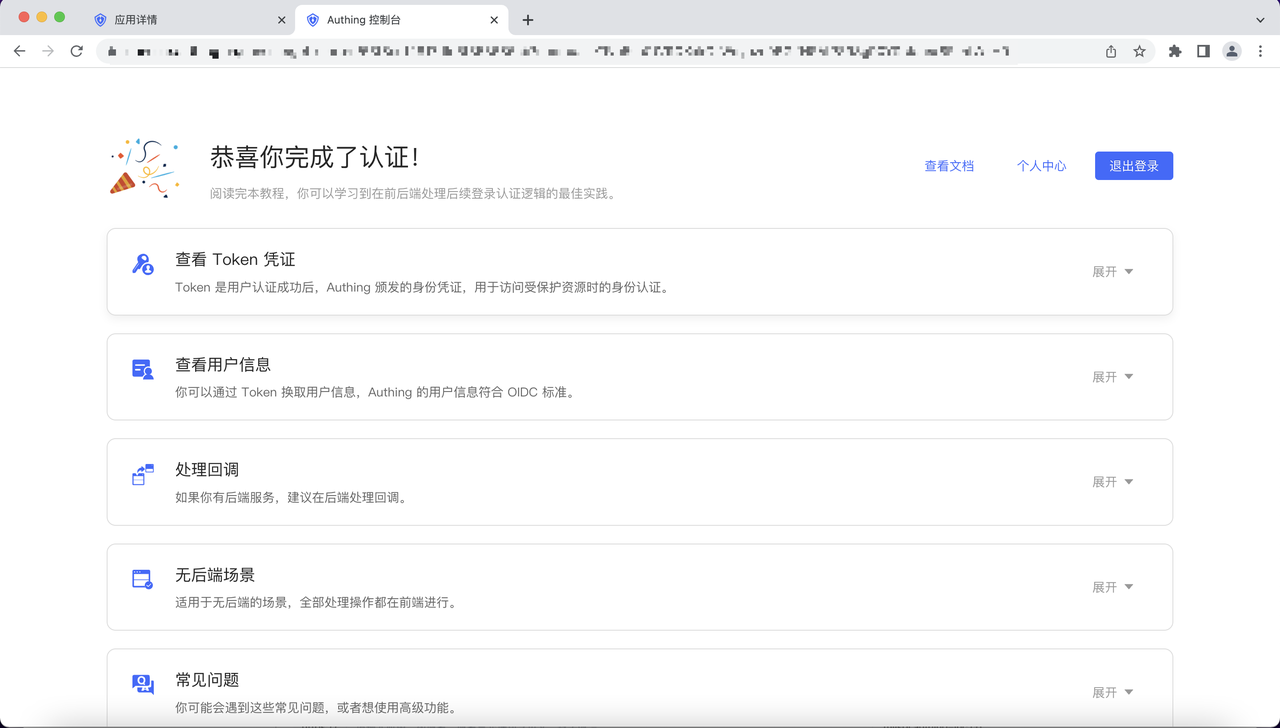 应用详情
Authing 控制台
恭喜你完成了认证！
阅读完本教程，你可以学习到在前后端处理后续登录认证逻辑的最佳实践。
查看文档
个人中心
退出登录
查看 Token 凭证
Token 是用户认证成功后，Authing 颁发的身份凭证，用于访问受保护资源时的身份认证。
展开
查看用户信息
你可以通过 Token 换取用户信息，Authing 的用户信息符合 OIDC 标准。
展开
处理回调
如果你有后端服务，建议在后端处理回调。
展开
无后端场景
适用于无后端的场景，全部处理操作都在前端进行。
展开
常见问题
你可能会遇到这些常见问题，或者想使用高级功能。
展开